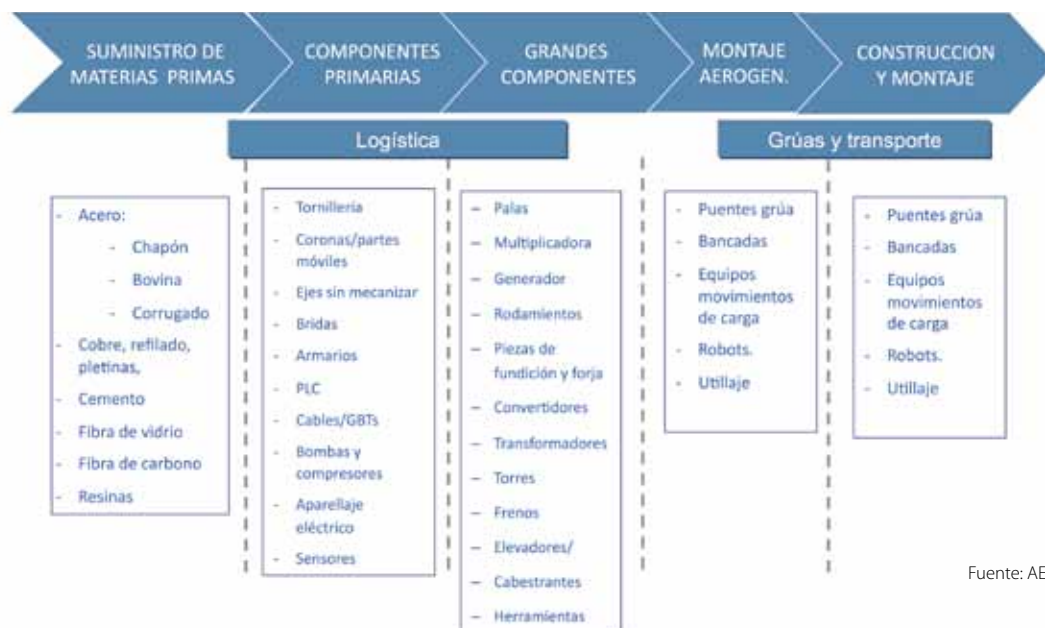 SUMINISTRO DE
MATERIAS PRIMAS
COMPONENTES
PRIMARIAS
GRANDES
COMPONENTES
MONTAJE
AEROGEN.
CONSTRUCCION
Y MONTAJE
Logística
Grúas y transporte
- Acero:
- Chapón
- Bovina
- Corrugado
- Cobre, refilado,
pletinas,
- Cemento
- Fibra de vidrio
- Fibra de carbono
- Resinas
- Tornillería
- Coronas/partes
móviles
- Ejes sin mecanizar
- Bridas
- Armarios
- PLC
- Cables/GBTs
- Bombas y
compresores
- Aparellaje
eléctrico
- Sensores
– Palas
– Multiplicadora
– Generador
– Rodamientos
– Piezas de
fundición y forja
– Convertidores
– Transformadores
– Torres
– Frenos
– Elevadores/
– Cabestrantes
– Herramientas
- Puentes grúa
- Bancadas
- Equipos
movimientos
de carga
- Robots.
- Utillaje
- Puentes grúa
- Bancadas
- Equipos
movimientos
de carga
- Robots.
- Utillaje
Fuente: AE